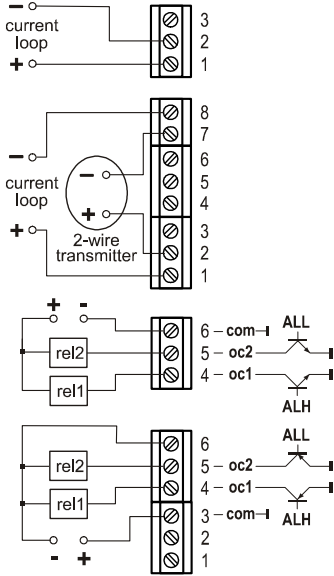 – 3
current 2
loop
+ 1
8
7
– – 6
current 5
loop + 4
+ 2-wire 3
transmitter 2
1
+ - ALL
6 – com
rel2 5 – oc2
rel1 4 – oc1
ALH
6 ALL
rel2 5 – oc2
rel1 4 – oc1
3 – com ALH
2
- + 1